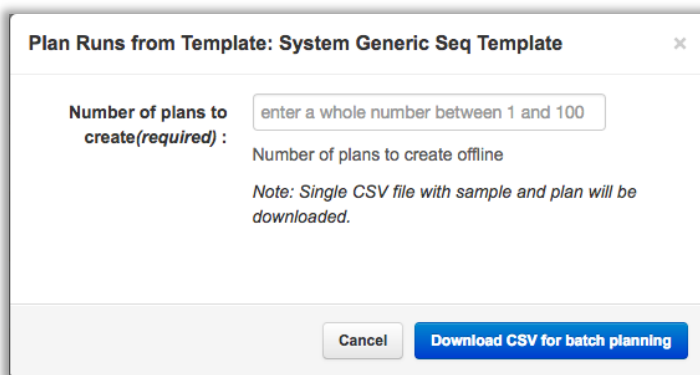 Plan Runs from Template: System Generic Seq Template ×
Number of plans to enter a whole number between 1 and 100
create(required) :
Number of plans to create offline
Note: Single CSV file with sample and plan will be
downloaded.
Cancel Download CSV for batch planning